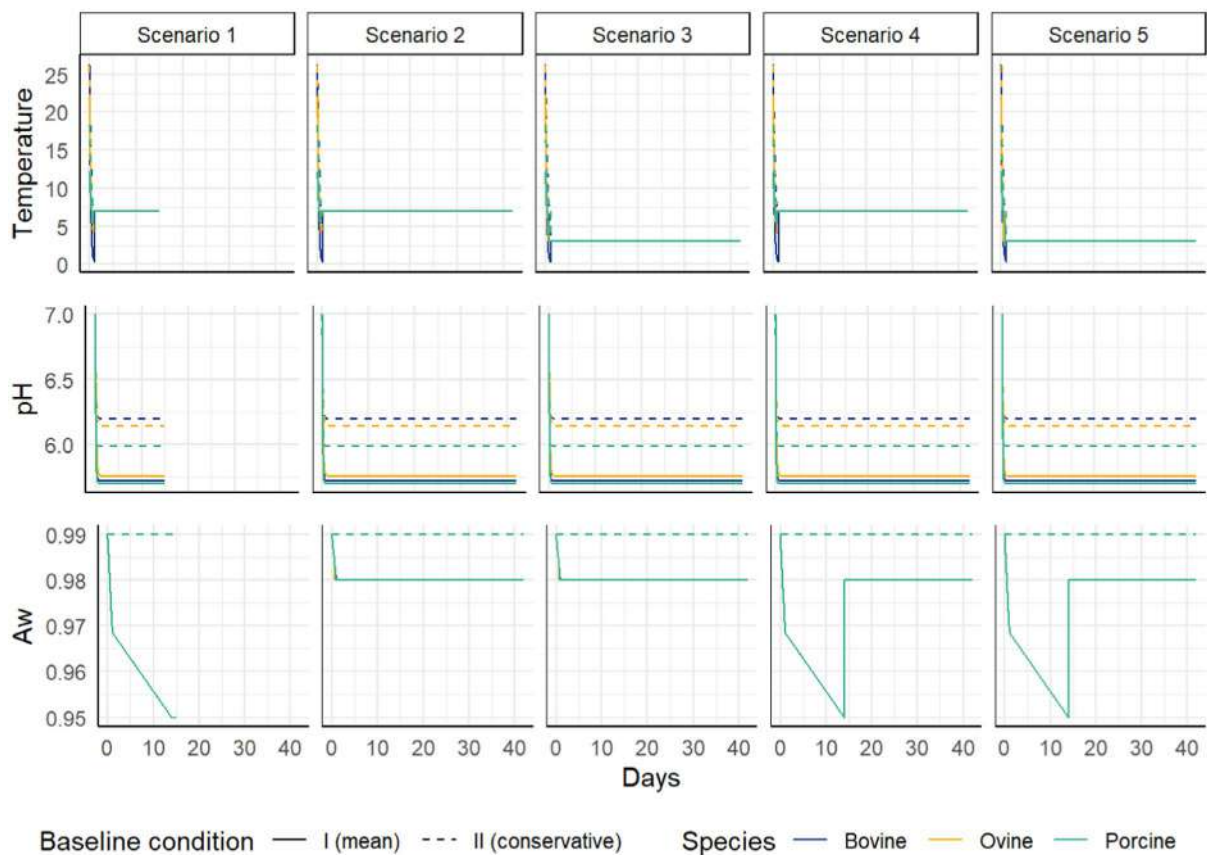 Scenario 1 Scenario 2 Scenario 3 Scenario 4 Scenario 5
Temperature
25
20
15
10
5
0
pH
7.0
6.5
6.0
Aw
0.99
0.98
0.97
0.96
0.95
0 10 20 30 40 0 10 20 30 40 0 10 20 30 40 0 10 20 30 40 0 10 20 30 40
Days
Baseline condition I (mean) II (conservative) Species Bovine Ovine Porcine